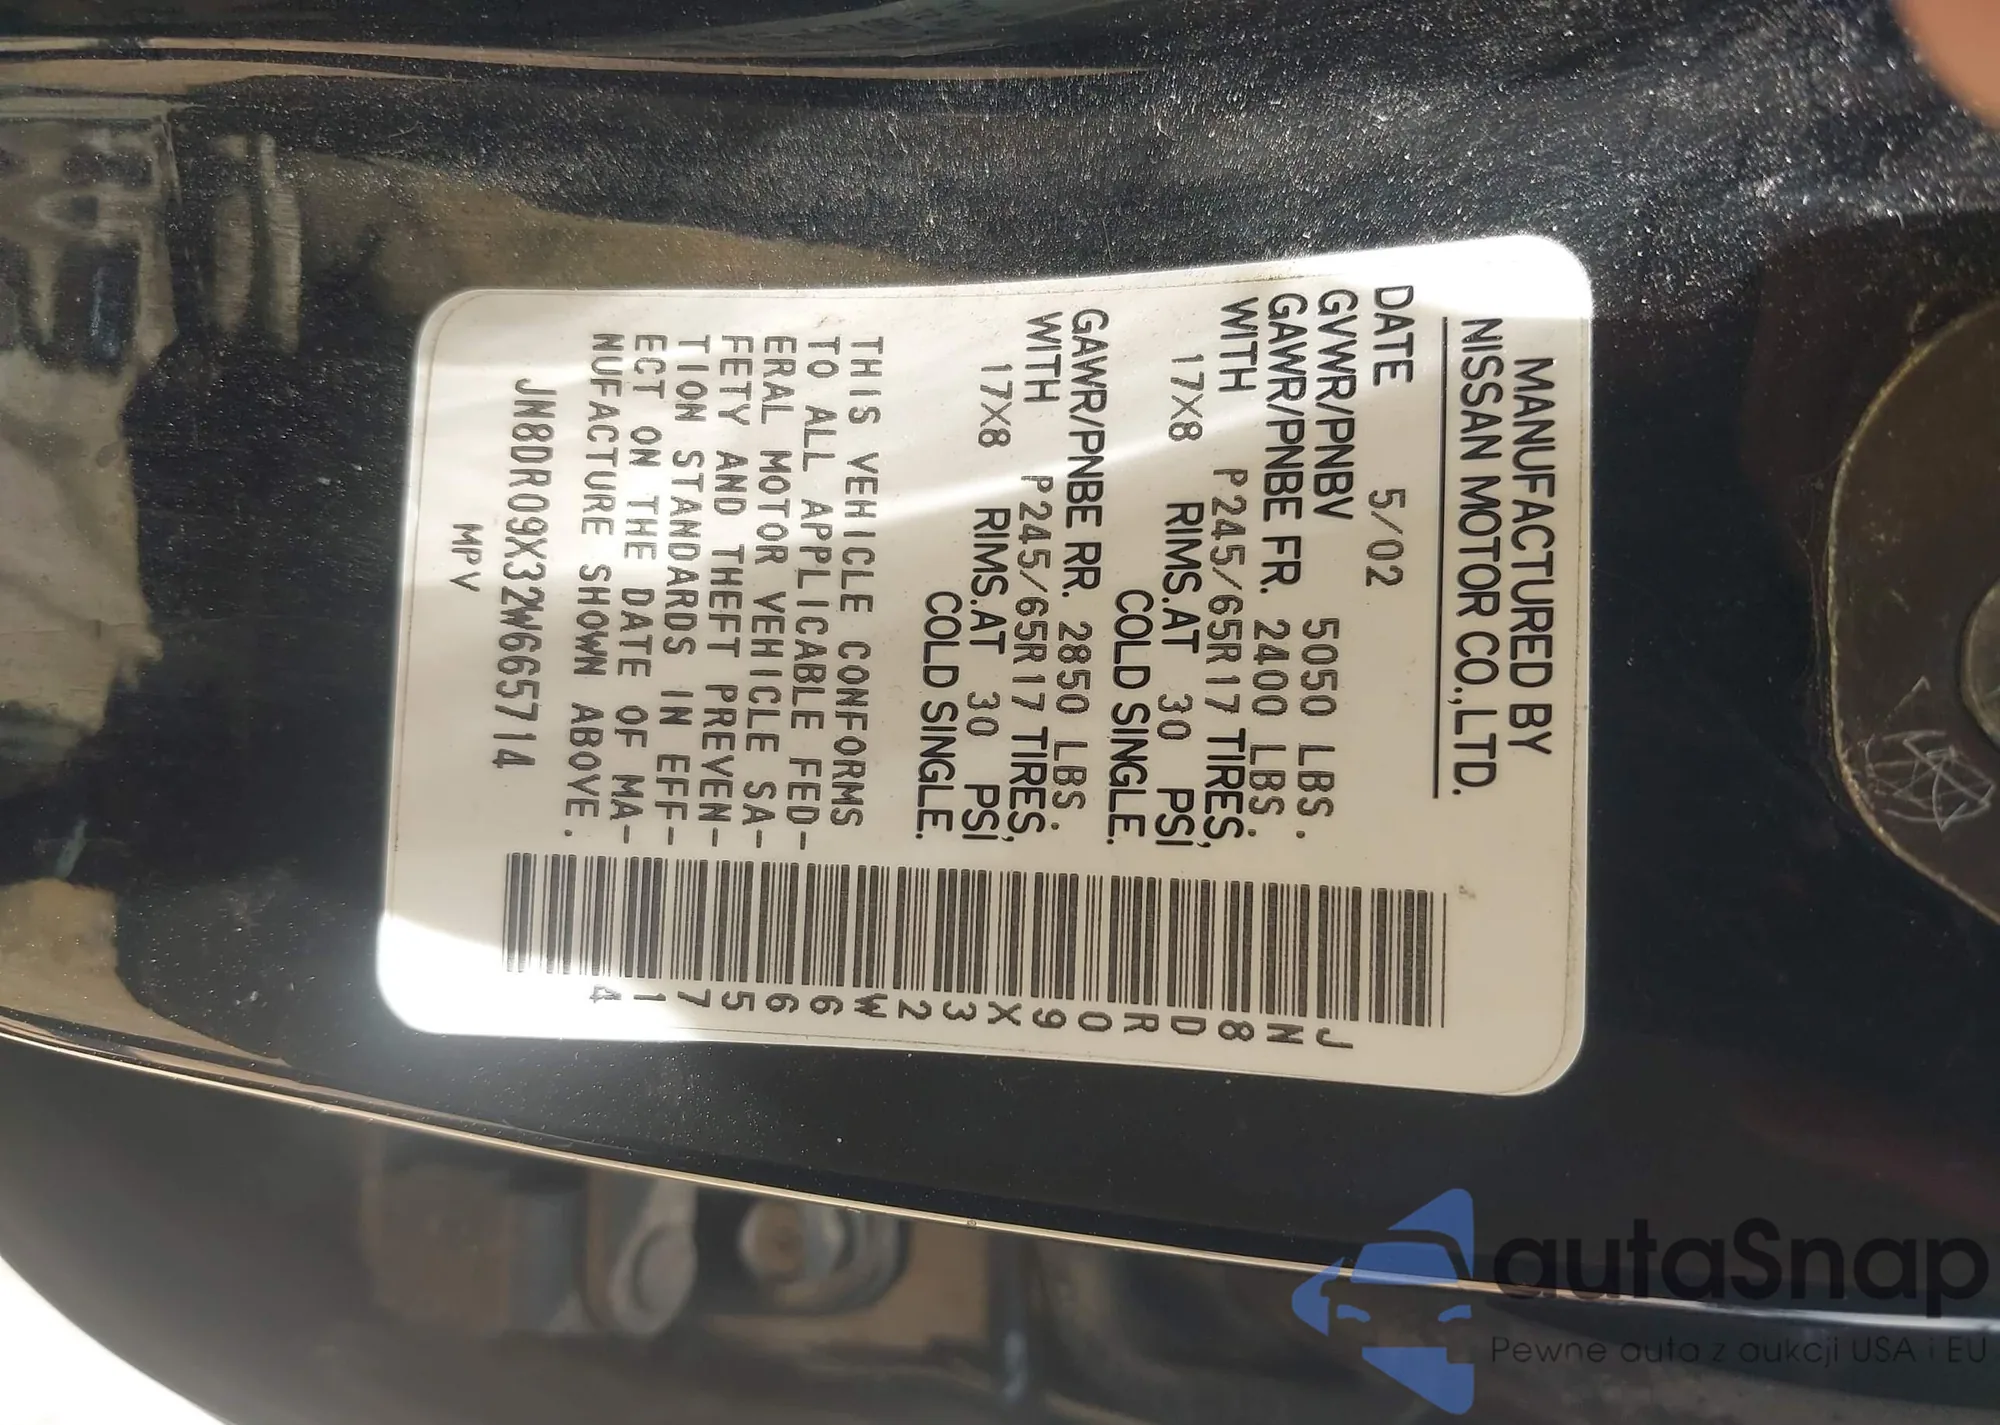 MANUFACTURED BY
NISSAN MOTOR CO.,LTD.
DATE 5/02
GVWR/PNBV 5050 LBS.
GAWR/PNBE FR. 2400 LBS.
WITH P245/65R17 TIRES,
17X8 RIMS.AT 30 PSI
COLD SINGLE.
GAWR/PNBE RR. 2850 LBS.
WITH P245/65R17 TIRES,
17X8 RIMS.AT 30 PSI
COLD SINGLE.
THIS VEHICLE CONFORMS
TO ALL APPLICABLE FED-
ERAL MOTOR VEHICLE SA-
FETY AND THEFT PREVEN-
TION STANDARDS IN EFF-
ECT ON THE DATE OF MA-
NUFACTURE SHOWN ABOVE.
JN8DR09X32W665714
MPV
JN8DR09X32W665714
autaSnap
Pewne auta z aukcji USA i EU